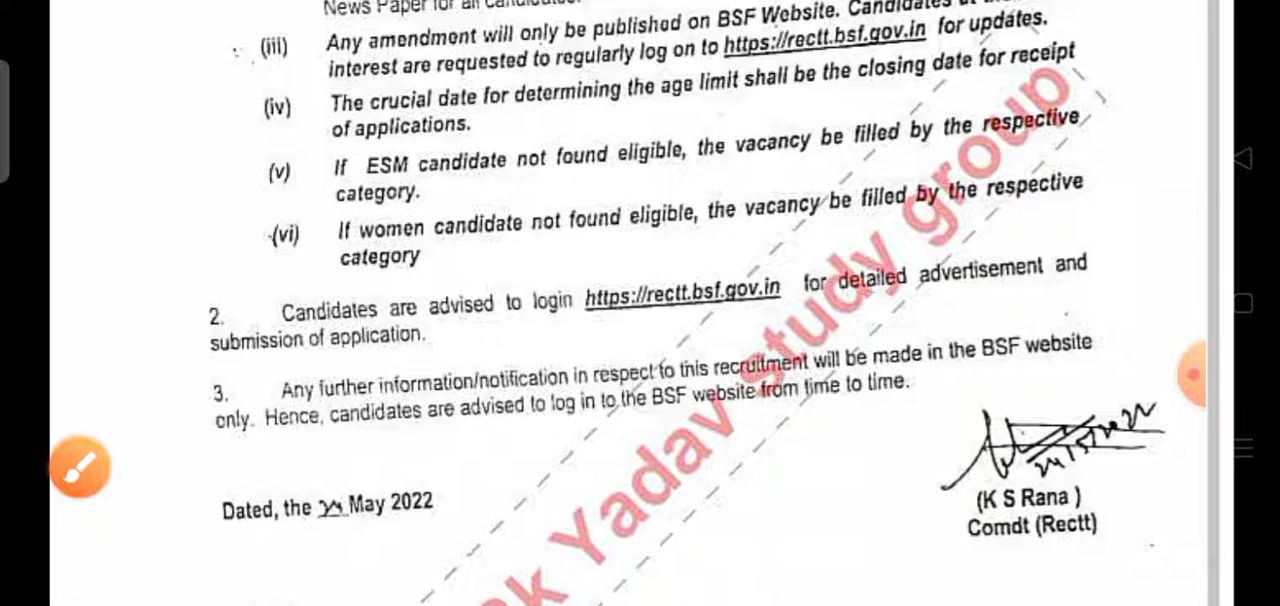 News Paper for all Candidates.
(iii) Any amendment will only be published on BSF Website. Candidates
interest are requested to regularly log on to https://rectt.bsf.gov.in for updates.
(iv) The crucial date for determining the age limit shall be the closing date for receipt
of applications.
(v) If ESM candidate not found eligible, the vacancy be filled by the respective
category.
(vi) If women candidate not found eligible, the vacancy be filled by the respective
category
2. Candidates are advised to login https://rectt.bsf.gov.in for detailed advertisement and
submission of application.
3. Any further information/notification in respect to this recruitment will be made in the BSF website
only. Hence, candidates are advised to log in to the BSF website from time to time.
Dated, the May 2022
(K S Rana )
Comdt (Rectt)
Yadav study group